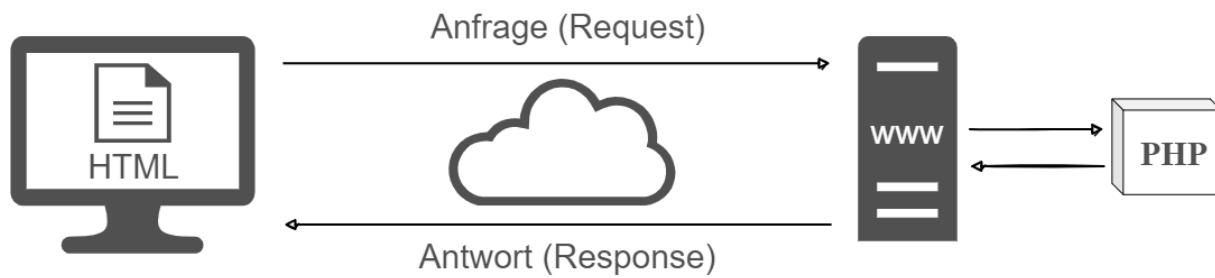 Anfrage (Request)
HTML
WWW
PHP
Antwort (Response)